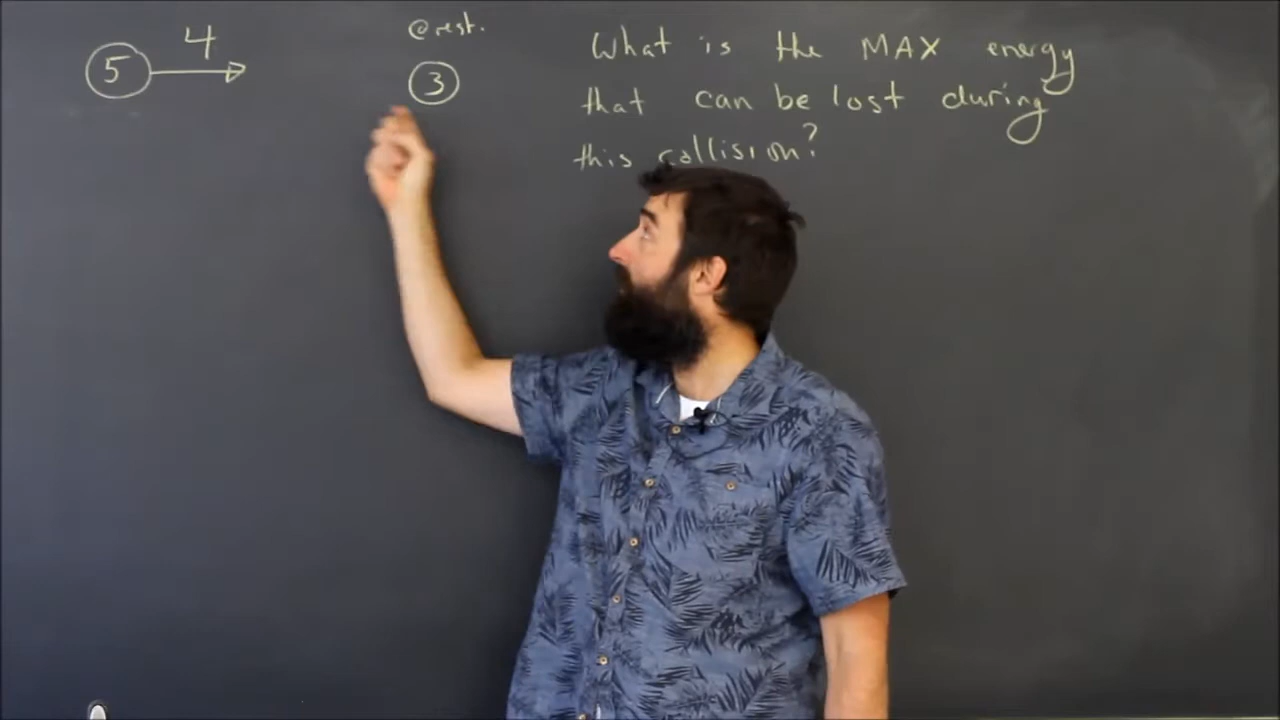 4
5
@rest.
3
What is the MAX energy
that can be lost during
this collision?